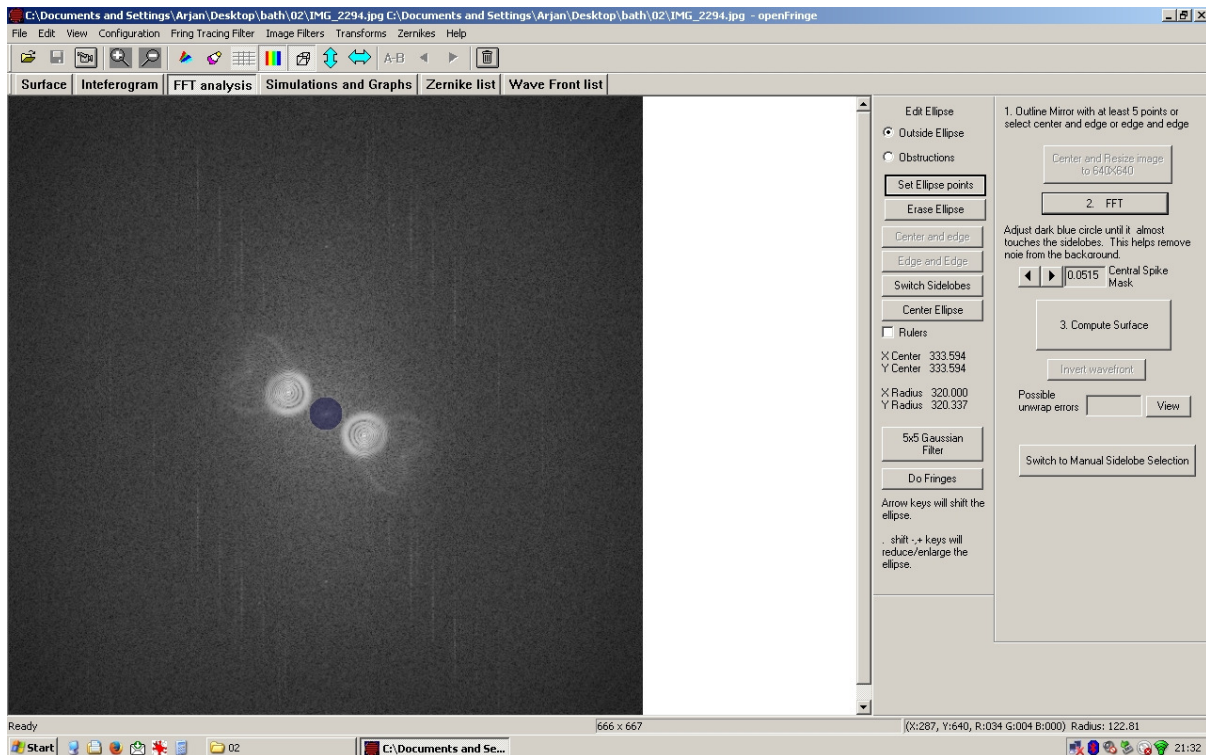 C:\Documents and Settings\Arjan\Desktop\bath\02\IMG_2294.jpg C:\Documents and Settings\Arjan\Desktop\bath\02\IMG_2294.jpg - openFringe
File Edit View Configuration Fring Tracing Filter Image Filters Transforms Zernikes Help
A-B
Surface Inteferogram FFT analysis Simulations and Graphs Zernike list Wave Front list
Edit Ellipse
Outside Ellipse
Obstructions
Set Ellipse points
Erase Ellipse
Center and edge
Edge and Edge
Switch Sidelobes
Center Ellipse
Rulers
X Center 333.594
Y Center 333.594
X Radius 320.000
Y Radius 320.337
5x5 Gaussian
Filter
Do Fringes
Arrow keys will shift the
ellipse.
. shift -,+ keys will
reduce/enlarge the
ellipse.
1. Outline Mirror with at least 5 points or
select center and edge or edge and edge
Center and Resize image
to 640X640
2. FFT
Adjust dark blue circle until it almost
touches the sidelobes. This helps remove
noie from the background.
0.0515 Central Spike
Mask
3. Compute Surface
Invert wavefront
Possible
unwrap errors View
Switch to Manual Sidelobe Selection
Ready 666 x 667 (X:287, Y:640, R:034 G:004 B:000) Radius: 122.81
Start 02 C:\Documents and Se... 21:32